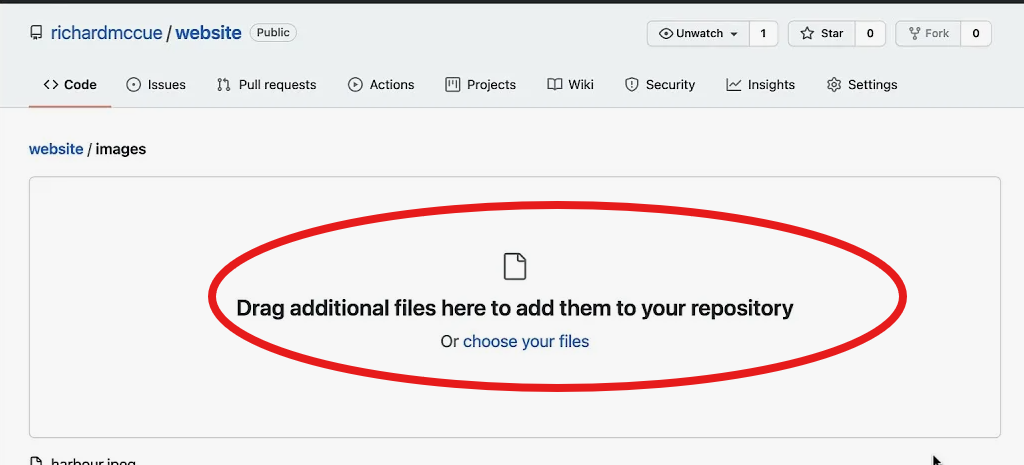 richardmccue / website Public Unwatch 1 Star 0 Fork 0
Code Issues Pull requests Actions Projects Wiki Security Insights Settings
website / images
Drag additional files here to add them to your repository
Or choose your files
harbour.jpeg